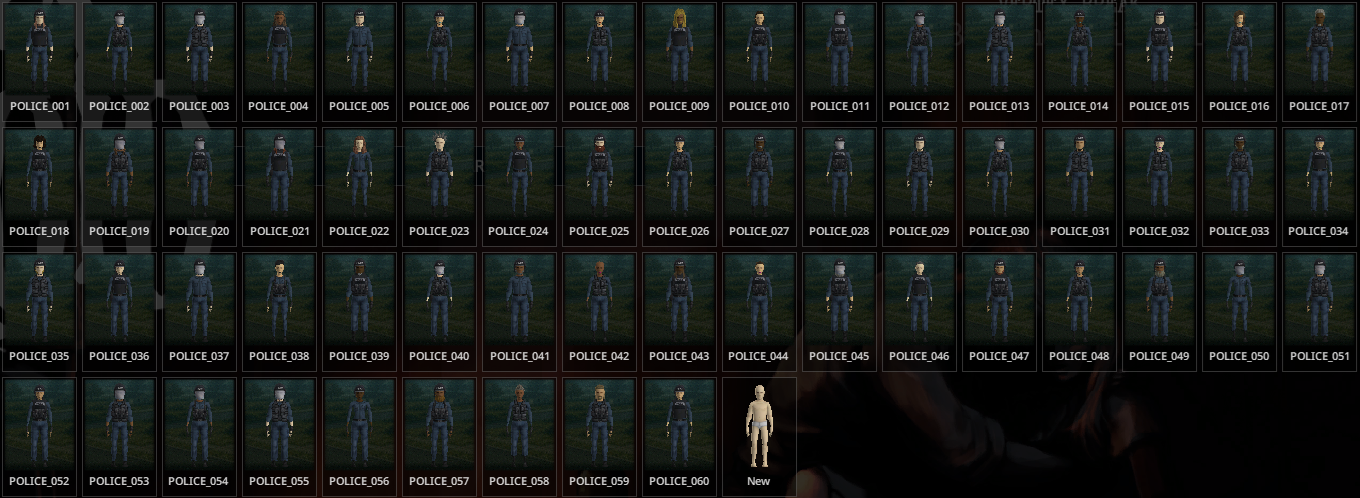 POLICE_001 POLICE_002 POLICE_003 POLICE_004 POLICE_005 POLICE_006 POLICE_007 POLICE_008 POLICE_009 POLICE_010 POLICE_011 POLICE_012 POLICE_013 POLICE_014 POLICE_015 POLICE_016 POLICE_017
POLICE_018 POLICE_019 POLICE_020 POLICE_021 POLICE_022 POLICE_023 POLICE_024 POLICE_025 POLICE_026 POLICE_027 POLICE_028 POLICE_029 POLICE_030 POLICE_031 POLICE_032 POLICE_033 POLICE_034
POLICE_035 POLICE_036 POLICE_037 POLICE_038 POLICE_039 POLICE_040 POLICE_041 POLICE_042 POLICE_043 POLICE_044 POLICE_045 POLICE_046 POLICE_047 POLICE_048 POLICE_049 POLICE_050 POLICE_051
POLICE_052 POLICE_053 POLICE_054 POLICE_055 POLICE_056 POLICE_057 POLICE_058 POLICE_059 POLICE_060 New